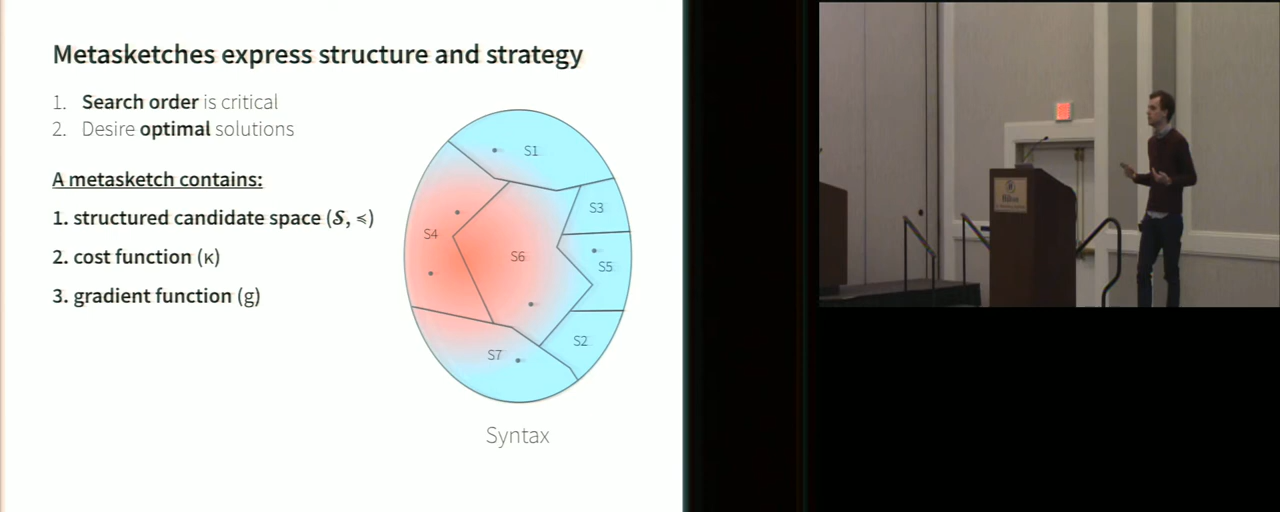 Metasketches express structure and strategy
1. Search order is critical
2. Desire optimal solutions
A metasketch contains:
1. structured candidate space (𝓢, ≼)
2. cost function (κ)
3. gradient function (g)
S1
S3
S4
S6
S5
S2
S7
Syntax
Hilton